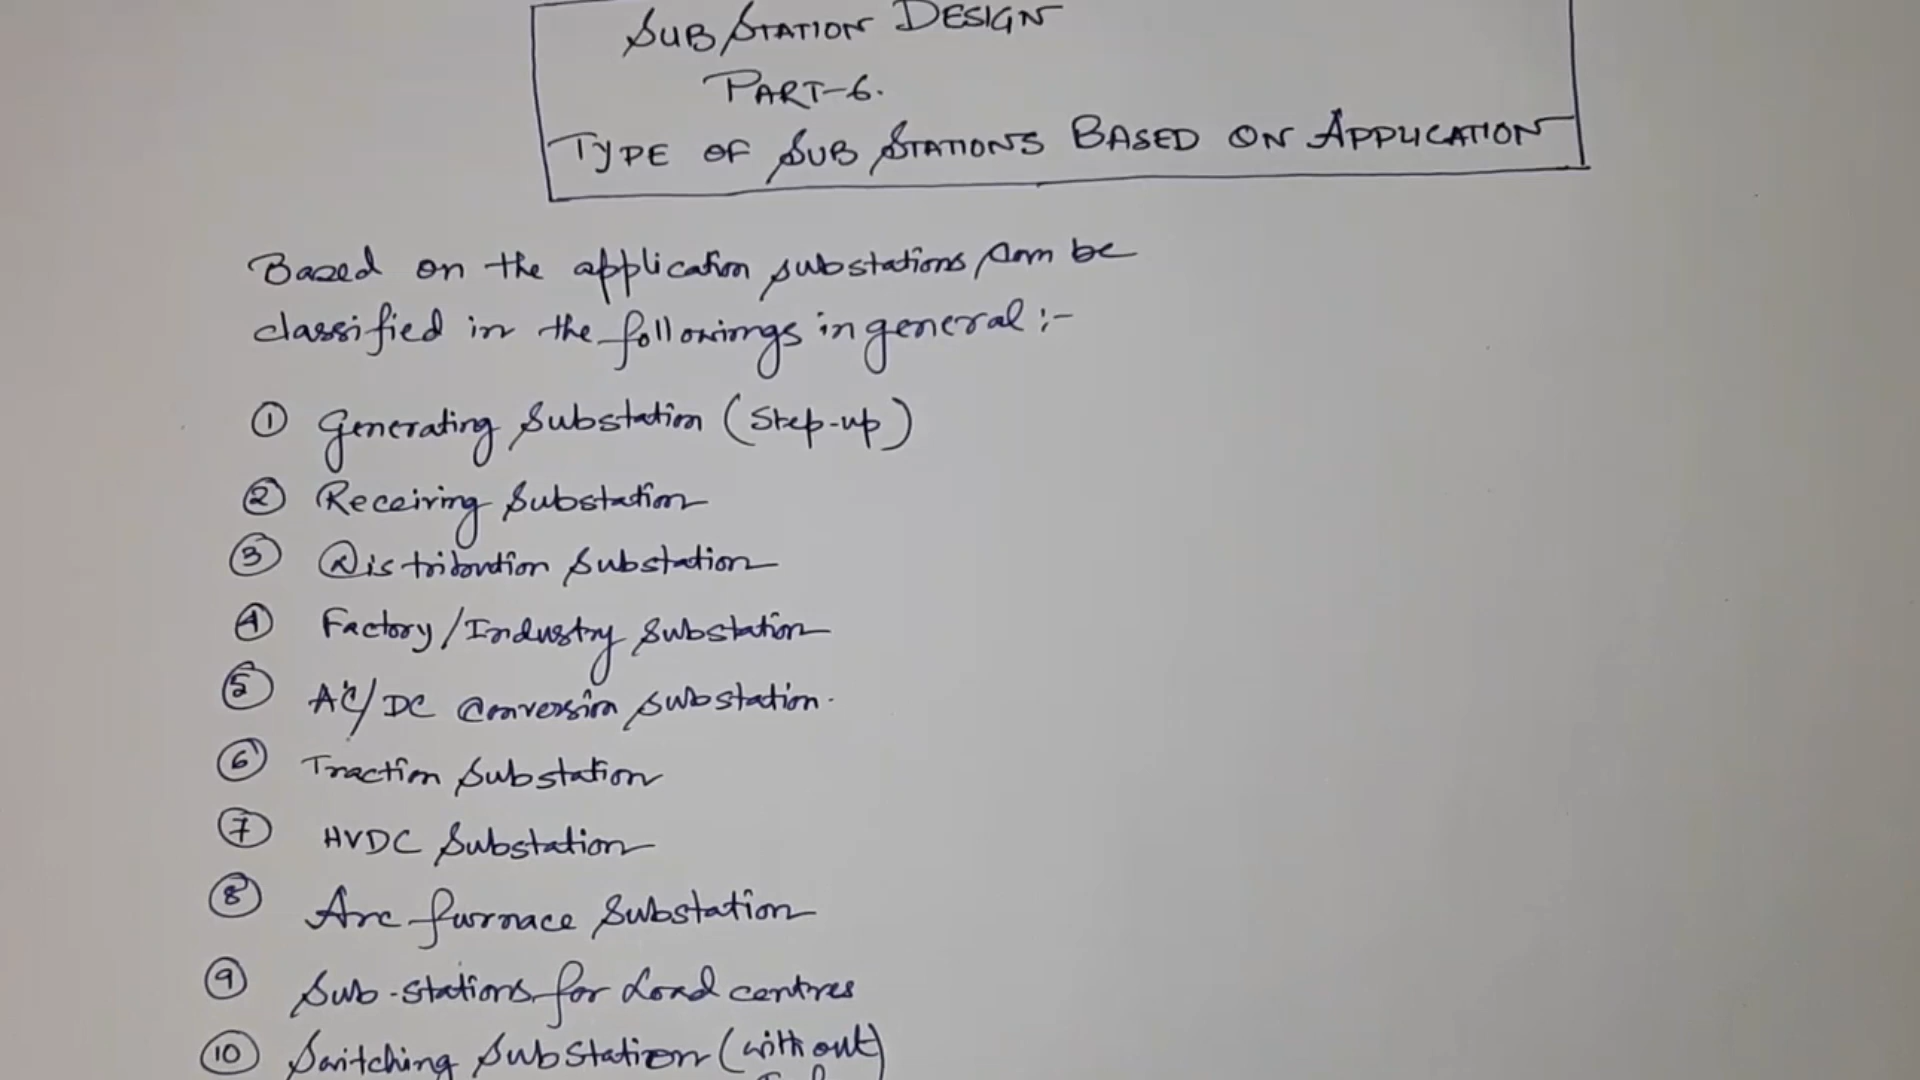 SUB STATION DESIGN
PART-6.
TYPE OF SUB STATIONS BASED ON APPLICATION
Based on the application substations can be
classified in the followings in general :-
① Generating Substation (Step-up)
② Receiving Substation
③ Distribution Substation
④ Factory/Industry Substation
⑤ AC/DC Conversion Substation.
⑥ Traction Substation
⑦ HVDC Substation
⑧ Arc furnace Substation
⑨ Sub-stations for Load centres
⑩ Switching Substation (without